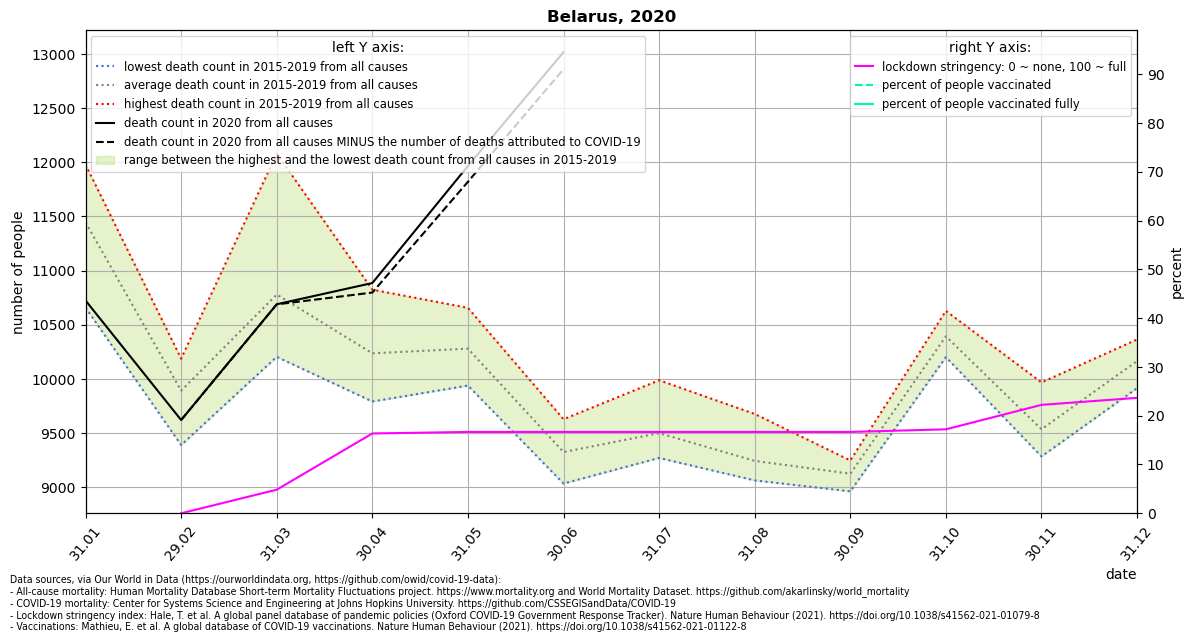 Belarus, 2020
left Y axis:
lowest death count in 2015-2019 from all causes
average death count in 2015-2019 from all causes
highest death count in 2015-2019 from all causes
death count in 2020 from all causes
death count in 2020 from all causes MINUS the number of deaths attributed to COVID-19
range between the highest and the lowest death count from all causes in 2015-2019
right Y axis:
lockdown stringency: 0 ~ none, 100 ~ full
percent of people vaccinated
percent of people vaccinated fully
number of people
13000
12500
12000
11500
11000
10500
10000
9500
9000
90
80
70
60
50
40
30
20
10
0
percent
31.01
29.02
31.03
30.04
31.05
30.06
31.07
31.08
30.09
31.10
30.11
31.12
date
Data sources, via Our World in Data (https://ourworldindata.org, https://github.com/owid/covid-19-data):
- All-cause mortality: Human Mortality Database Short-term Mortality Fluctuations project. https://www.mortality.org and World Mortality Dataset. https://github.com/akarlinsky/world_mortality
- COVID-19 mortality: Center for Systems Science and Engineering at Johns Hopkins University. https://github.com/CSSEGISandData/COVID-19
- Lockdown stringency index: Hale, T. et al. A global panel database of pandemic policies (Oxford COVID-19 Government Response Tracker). Nature Human Behaviour (2021). https://doi.org/10.1038/s41562-021-01079-8
- Vaccinations: Mathieu, E. et al. A global database of COVID-19 vaccinations. Nature Human Behaviour (2021). https://doi.org/10.1038/s41562-021-01122-8